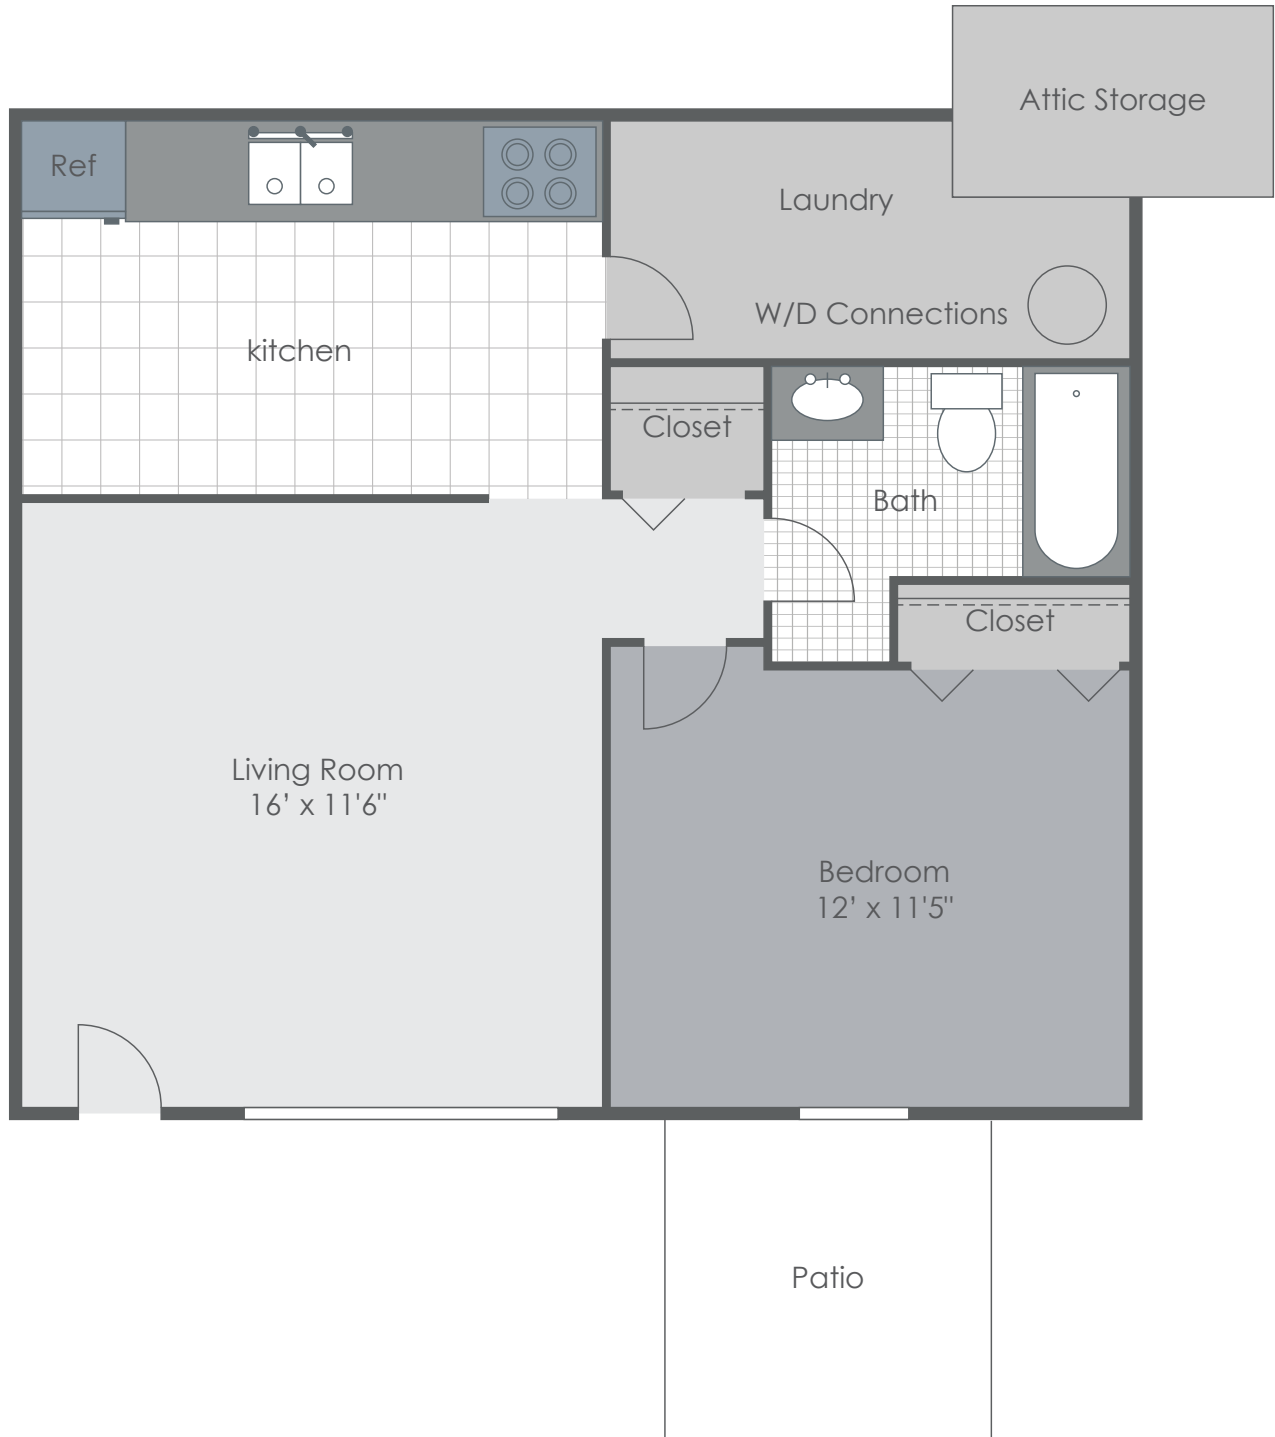 Attic Storage
Ref
Laundry
W/D Connections
kitchen
Closet
Bath
Closet
Living Room
16’ x 11'6"
Bedroom
12’ x 11'5"
Patio